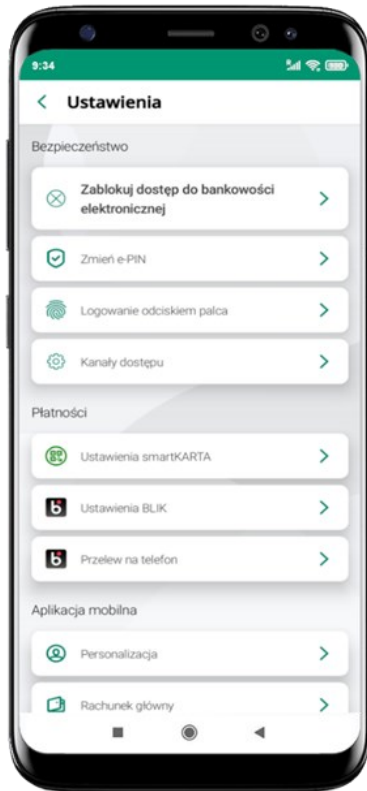 9:34
Ustawienia
Bezpieczeństwo
Zablokuj dostęp do bankowości
elektronicznej
Zmień e-PIN
Logowanie odciskiem palca
Kanały dostępu
Płatności
Ustawienia smartKARTA
Ustawienia BLIK
Przelew na telefon
Aplikacja mobilna
Personalizacja
Rachunek główny